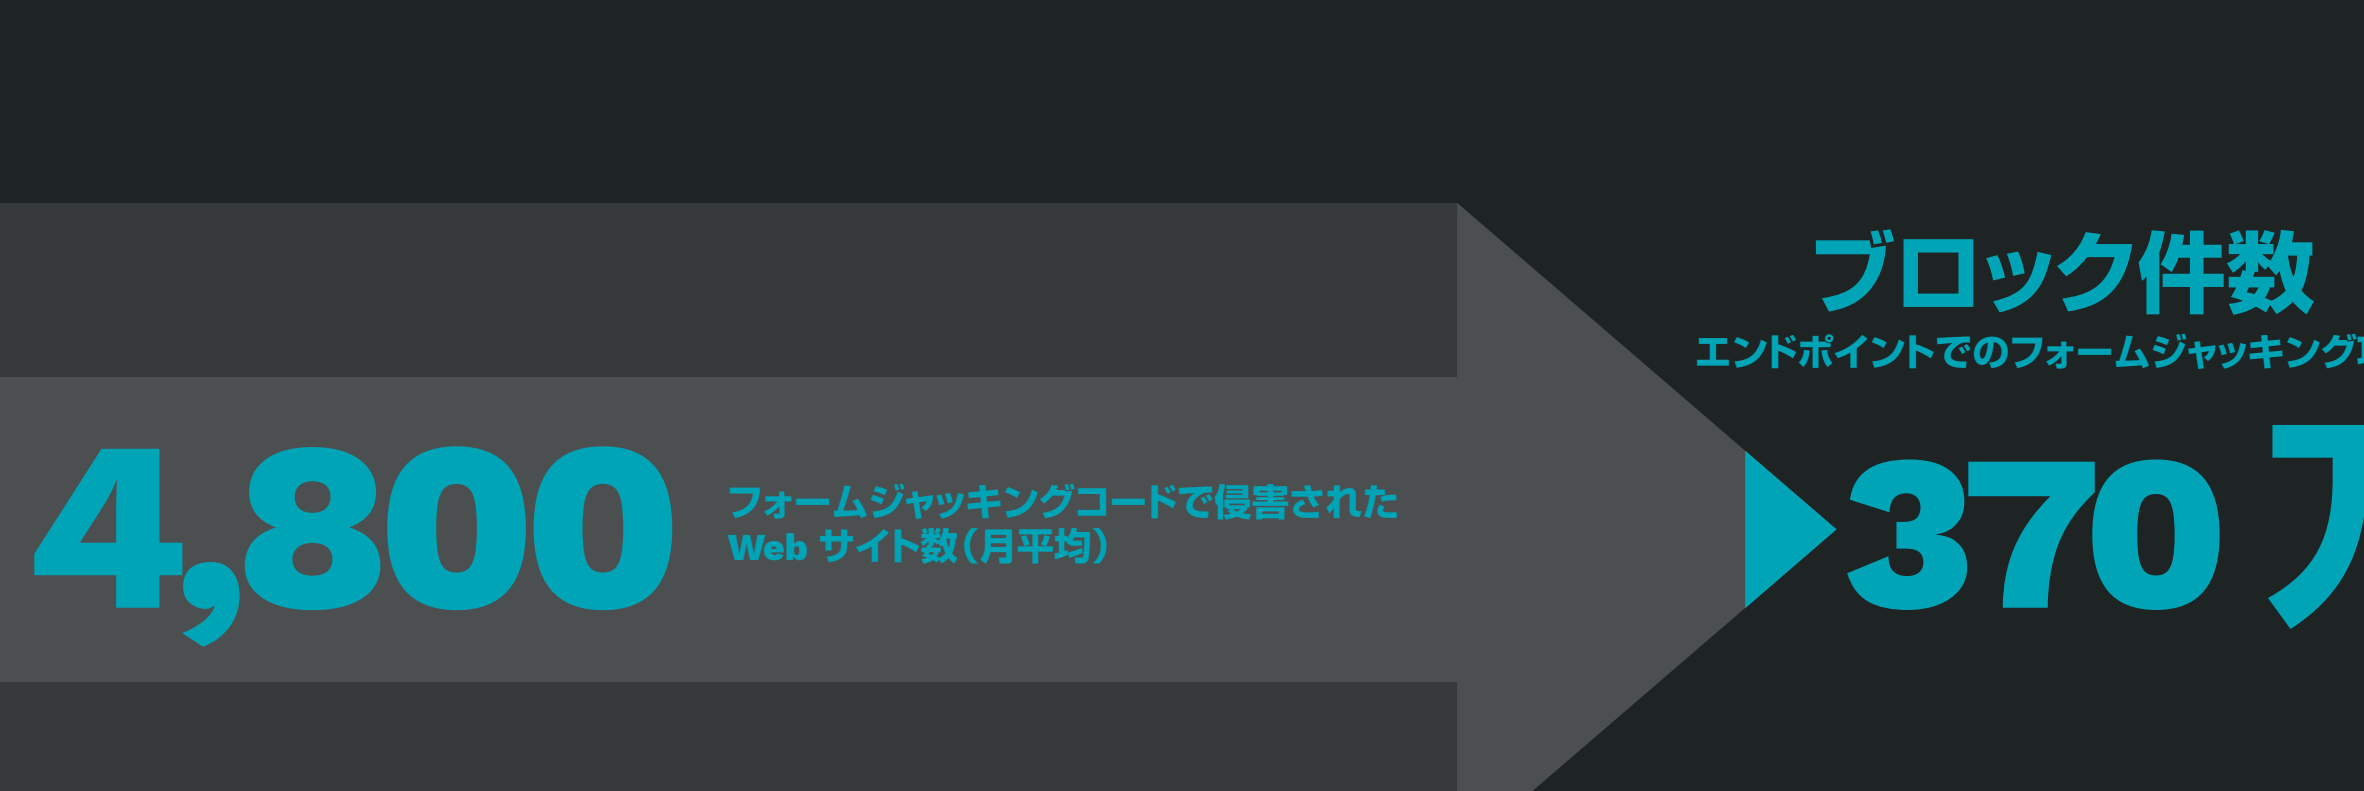 4,800
フォームジャッキングコードで侵害された
Web サイト数（月平均）
ブロック件数
エンドポイントでのフォームジャッキング
370